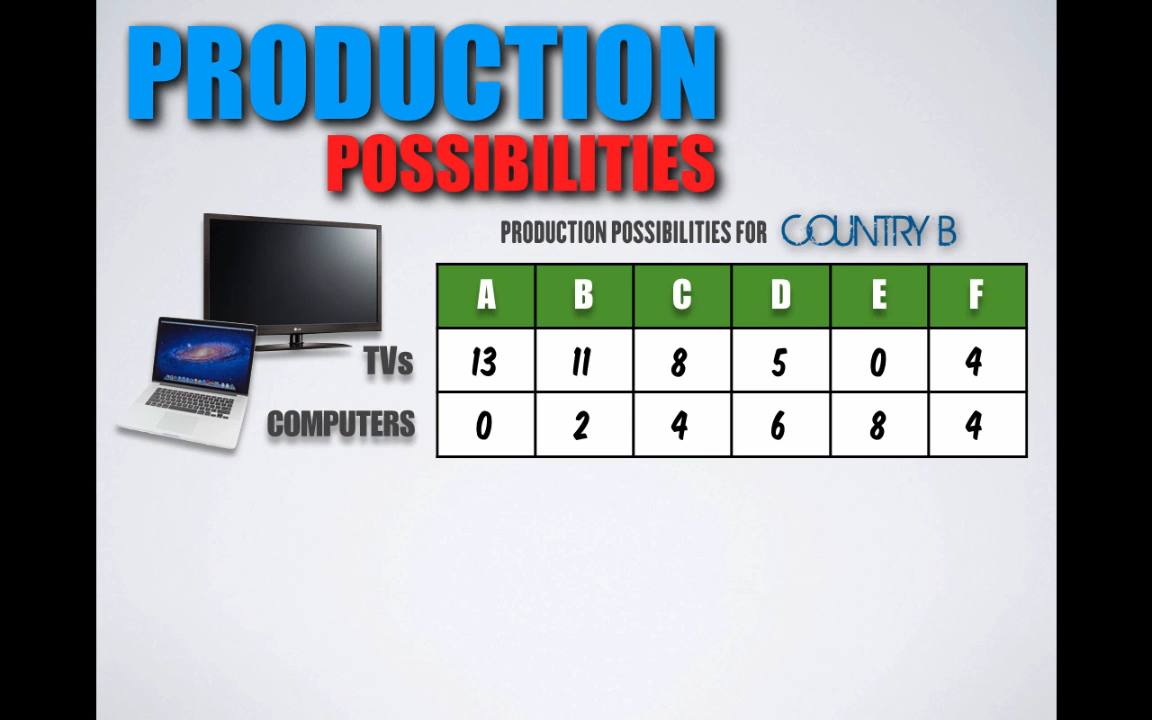 PRODUCTION
POSSIBILITIES
PRODUCTION POSSIBILITIES FOR COUNTRY B
A B C D E F
TVs 13 11 8 5 0 4
COMPUTERS 0 2 4 6 8 4